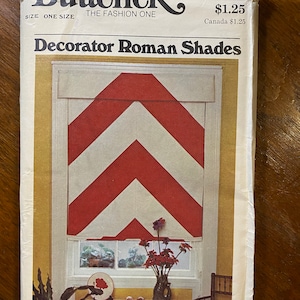 Butterick $1.25
SIZE ONE SIZE THE FASHION ONE Canada $1.25
Decorator Roman Shades